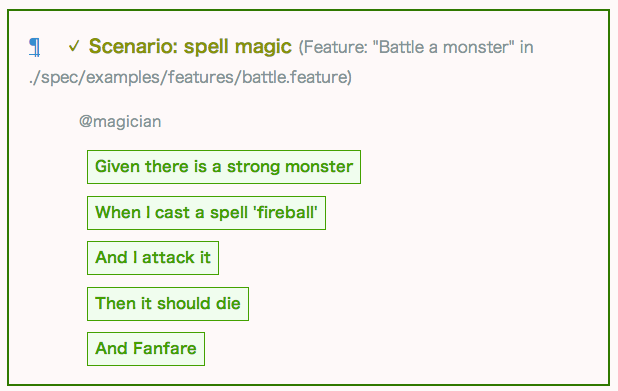 ¶ ✓ Scenario: spell magic (Feature: "Battle a monster" in
./spec/examples/features/battle.feature)
@magician
Given there is a strong monster
When I cast a spell 'fireball'
And I attack it
Then it should die
And Fanfare